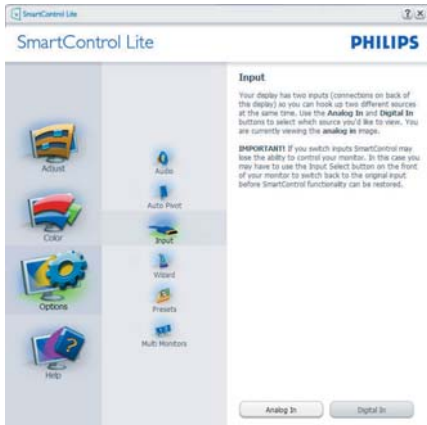 SmartControl Lite
SmartControl Lite
PHILIPS
Adjust
Color
Options
Help
Audio
Auto Pivot
Input
Wizard
Presets
Multi Monitors
Input
Your display has two inputs (connections on back of
the display) so you can hook up two different sources
at the same time. Use the Analog In and Digital In
buttons to select which source you'd like to view. You
are currently viewing the analog in image.
IMPORTANT! If you switch inputs SmartControl may
lose the ability to control your monitor. In this case you
may have to use the Input Select button on the front
of your monitor to switch back to the original input
before SmartControl functionality can be restored.
Analog In
Digital In